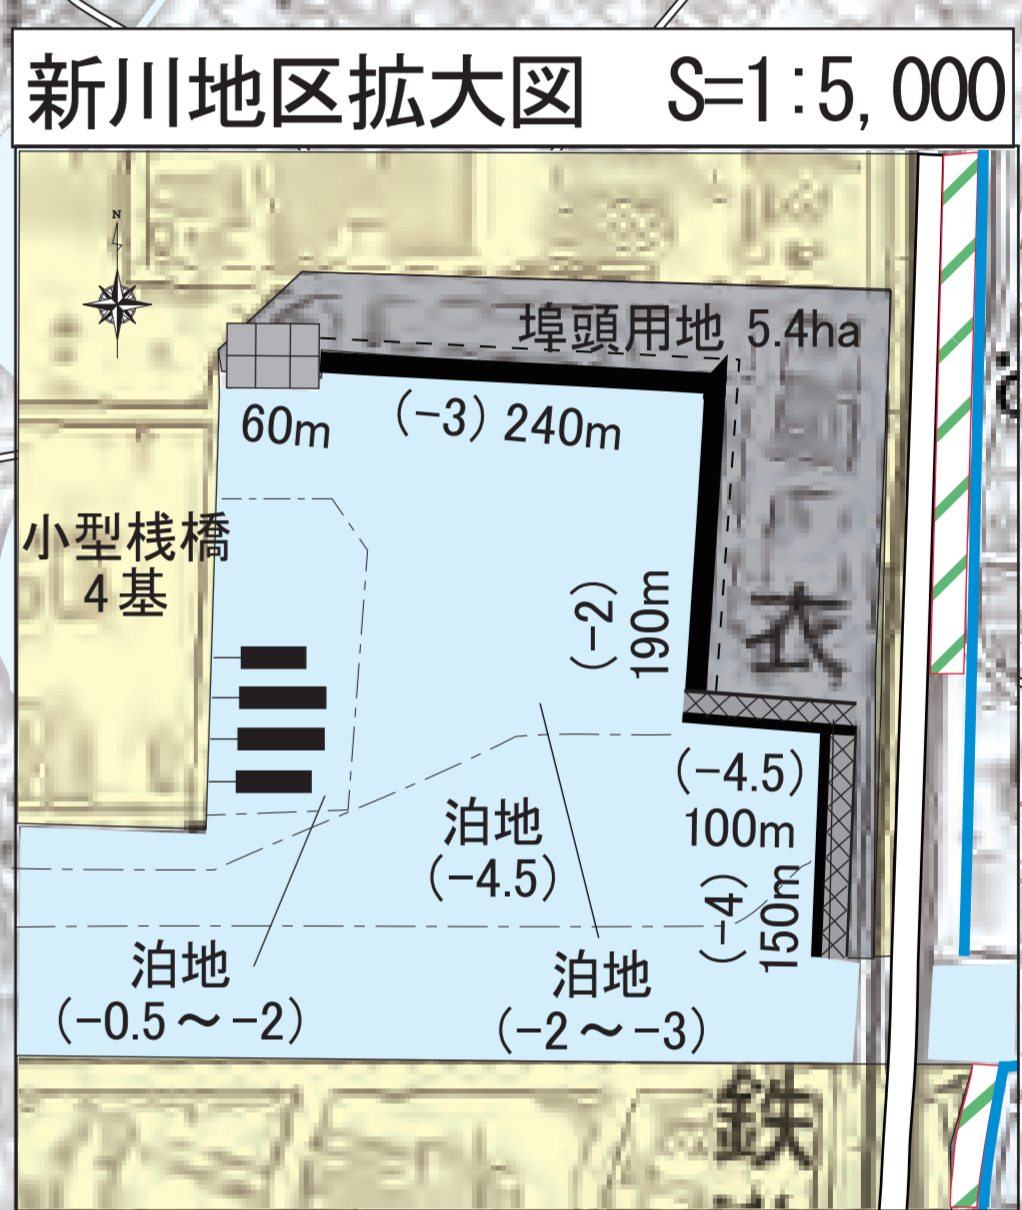 新川地区拡大図 S=1:5,000
N
埠頭用地 5.4ha
60m
(-3) 240m
小型桟橋
4基
(-2)
190m
衣
(-4.5)
100m
泊地
(-4.5)
(-4)
150m
泊地
(-0.5～-2)
泊地
(-2～-3)
鉄